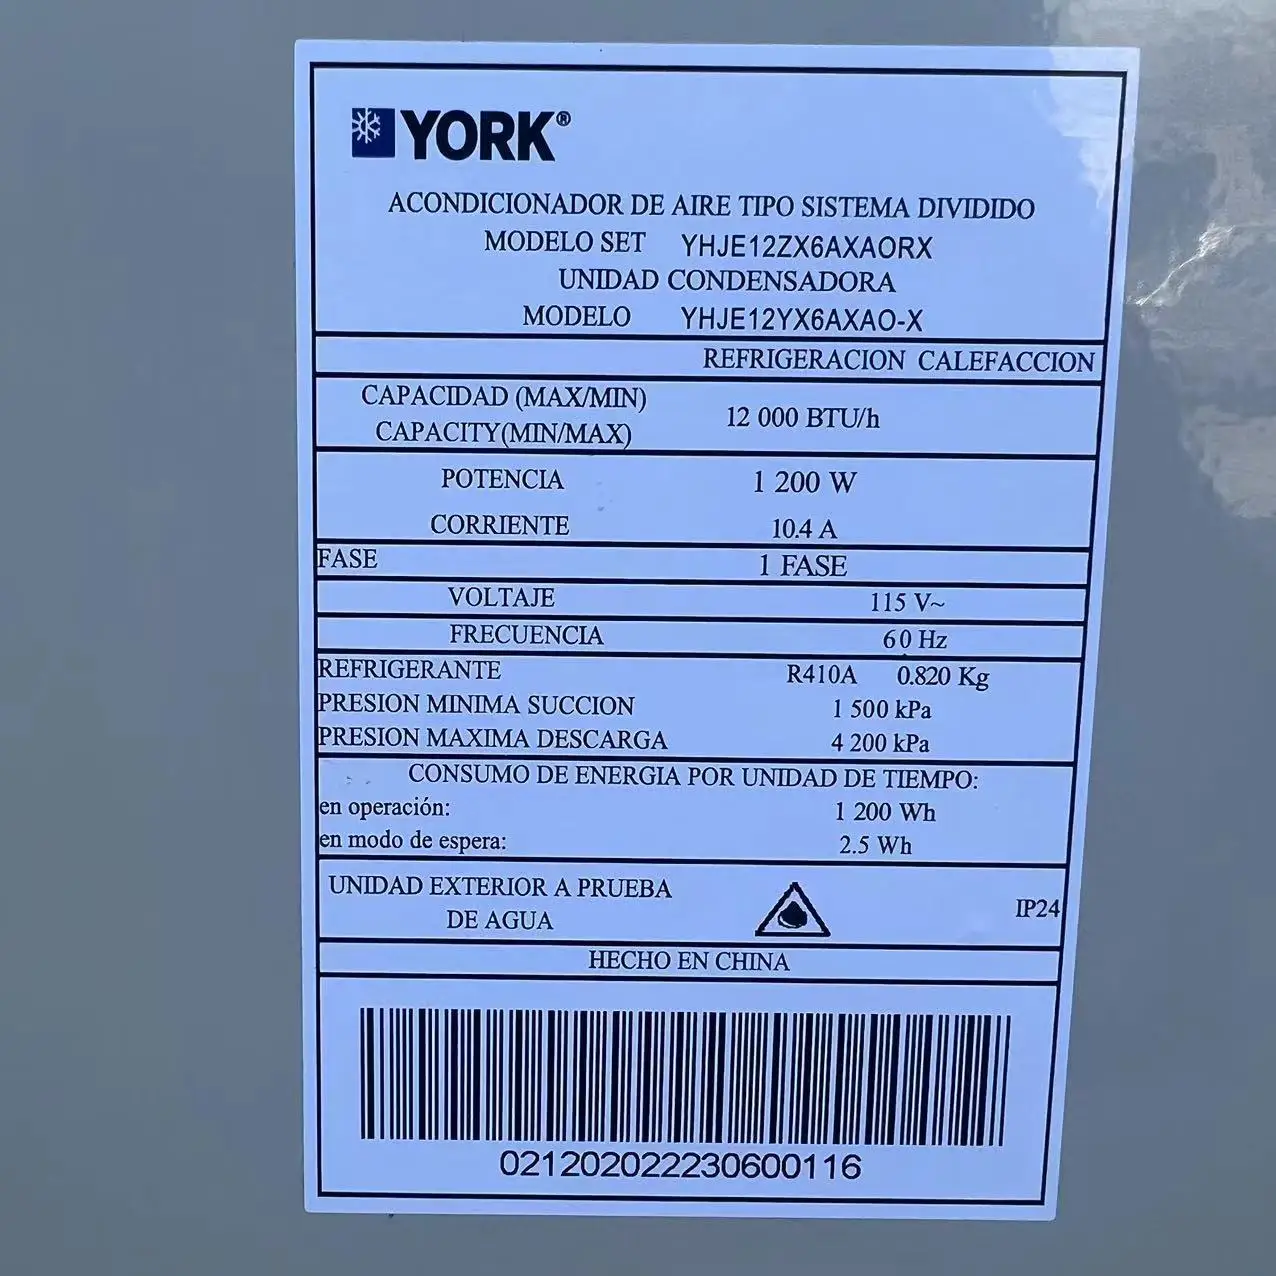 YORK®
ACONDICIONADOR DE AIRE TIPO SISTEMA DIVIDIDO
MODELO SET YHJE12ZX6AXAORX
UNIDAD CONDENSADORA
MODELO YHJE12YX6AXAO-X
REFRIGERACION CALEFACCION
CAPACIDAD (MAX/MIN)
CAPACITY(MIN/MAX) 12 000 BTU/h
POTENCIA 1 200 W
CORRIENTE 10.4 A
FASE 1 FASE
VOLTAJE 115 V~
FRECUENCIA 60 Hz
REFRIGERANTE R410A 0.820 Kg
PRESION MINIMA SUCCION 1 500 kPa
PRESION MAXIMA DESCARGA 4 200 kPa
CONSUMO DE ENERGIA POR UNIDAD DE TIEMPO:
en operación: 1 200 Wh
en modo de espera: 2.5 Wh
UNIDAD EXTERIOR A PRUEBA
DE AGUA IP24
HECHO EN CHINA
021202022230600116